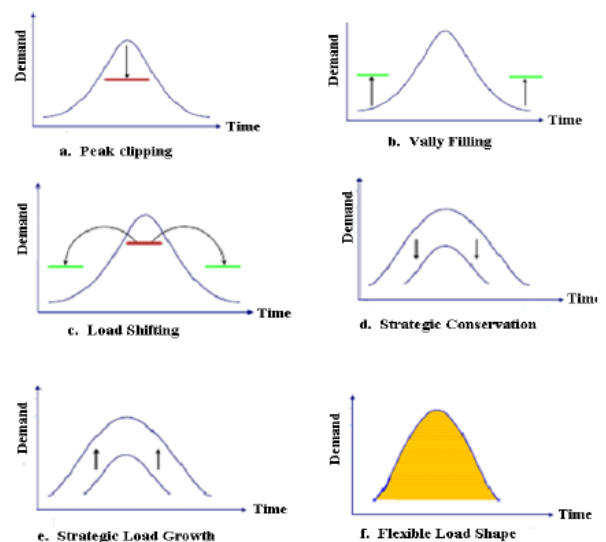 Demand
Time
a. Peak clipping
Demand
Time
b. Vally Filling
Demand
Time
c. Load Shifting
Demand
Time
d. Strategic Conservation
Demand
Time
e. Strategic Load Growth
Demand
Time
f. Flexible Load Shape